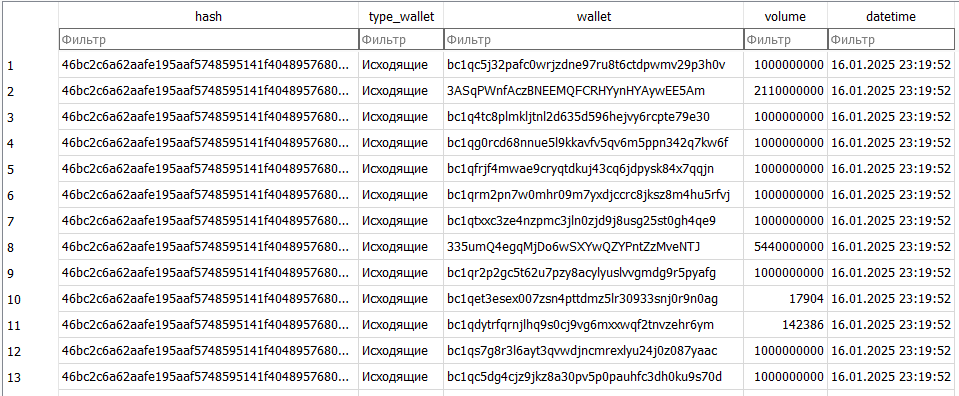 hash type_wallet wallet volume datetime
Фильтр Фильтр Фильтр Фильтр Фильтр
1 46bc2c6a62aafe195aaf5748595141f4048957680... Исходящие bc1qc5j32pafc0wrjzdne97ru8t6ctdpwmv29p3h0v 1000000000 16.01.2025 23:19:52
2 46bc2c6a62aafe195aaf5748595141f4048957680... Исходящие 3ASqPWnfAczBNEEMQFCRHYynHYAywEE5Am 2110000000 16.01.2025 23:19:52
3 46bc2c6a62aafe195aaf5748595141f4048957680... Исходящие bc1q4tc8plmkljtnl2d635d596hejvy6rcpte79e30 1000000000 16.01.2025 23:19:52
4 46bc2c6a62aafe195aaf5748595141f4048957680... Исходящие bc1qg0rcd68nnue5l9kkavfv5qv6m5ppn342q7kw6f 1000000000 16.01.2025 23:19:52
5 46bc2c6a62aafe195aaf5748595141f4048957680... Исходящие bc1qfrjf4mwae9cryqtdkuj43cq6jdpysk84x7qqjn 1000000000 16.01.2025 23:19:52
6 46bc2c6a62aafe195aaf5748595141f4048957680... Исходящие bc1qrm2pn7w0mhr09m7yxdjccrc8jksz8m4hu5rfvj 1000000000 16.01.2025 23:19:52
7 46bc2c6a62aafe195aaf5748595141f4048957680... Исходящие bc1qtxxc3ze4nzpmc3jln0zjd9j8usg25st0gh4qe9 1000000000 16.01.2025 23:19:52
8 46bc2c6a62aafe195aaf5748595141f4048957680... Исходящие 335umQ4egqMjDo6wSXYwQZYPntZzMveNTJ 5440000000 16.01.2025 23:19:52
9 46bc2c6a62aafe195aaf5748595141f4048957680... Исходящие bc1qr2p2gc5t62u7pzy8acylyuslvvgmdg9r5pyafg 1000000000 16.01.2025 23:19:52
10 46bc2c6a62aafe195aaf5748595141f4048957680... Исходящие bc1qet3esex007zsn4pttdmz5lr30933snj0r9n0ag 17904 16.01.2025 23:19:52
11 46bc2c6a62aafe195aaf5748595141f4048957680... Исходящие bc1qdytrfqrnjlhq9s0cj9vg6mxxwqf2tnvzehr6ym 142386 16.01.2025 23:19:52
12 46bc2c6a62aafe195aaf5748595141f4048957680... Исходящие bc1qs7g8r3l6ayt3qvwdjncmrexlyu24j0z087yaac 1000000000 16.01.2025 23:19:52
13 46bc2c6a62aafe195aaf5748595141f4048957680... Исходящие bc1qc5dg4cjz9jkz8a30pv5p0pauhfc3dh0ku9s70d 1000000000 16.01.2025 23:19:52